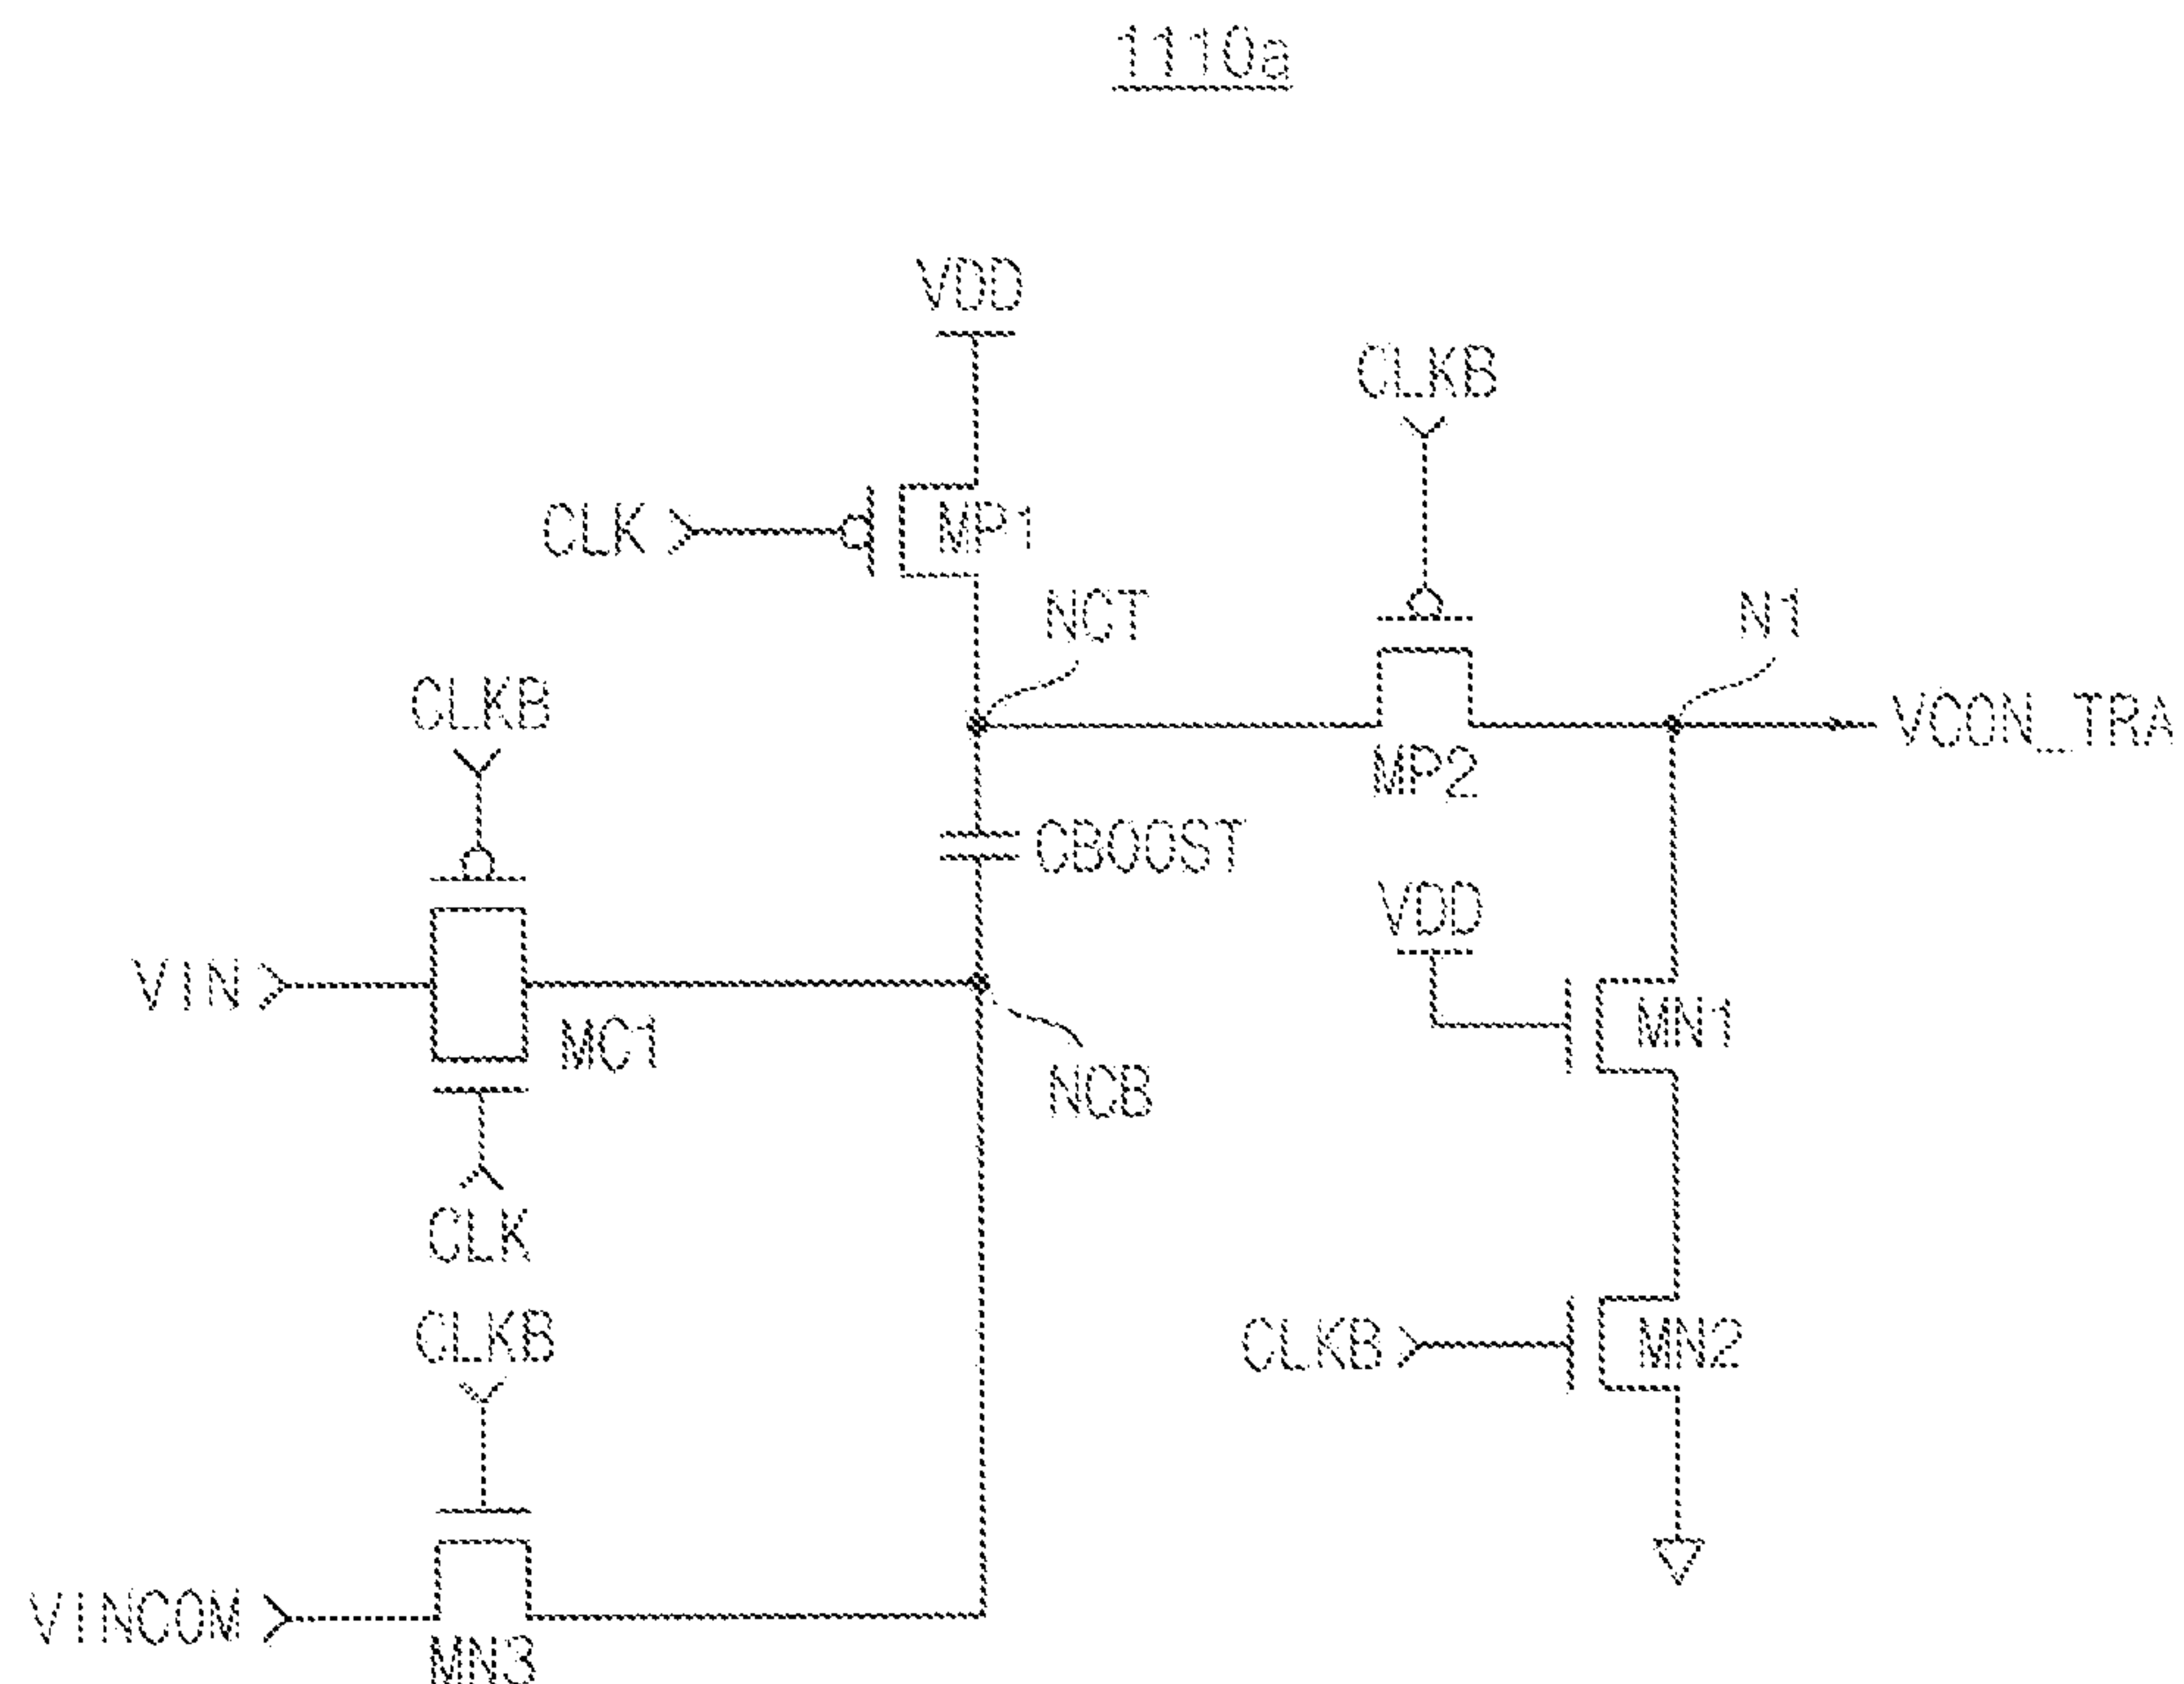 1110a
VDD
CLKB
CLK
MP1
NCT
N1
CLKB
VCON_TRA
MP2
CBOOST
VDD
VIN
MC1
MN1
NCB
CLK
CLKB
CLKB
MN2
VINCOM
MN3